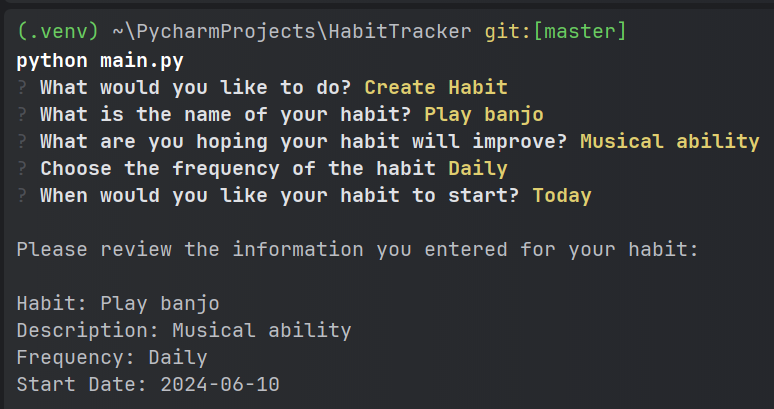 (.venv) ~\PycharmProjects\HabitTracker git:[master]
python main.py
? What would you like to do? Create Habit
? What is the name of your habit? Play banjo
? What are you hoping your habit will improve? Musical ability
? Choose the frequency of the habit Daily
? When would you like your habit to start? Today
Please review the information you entered for your habit:
Habit: Play banjo
Description: Musical ability
Frequency: Daily
Start Date: 2024-06-10